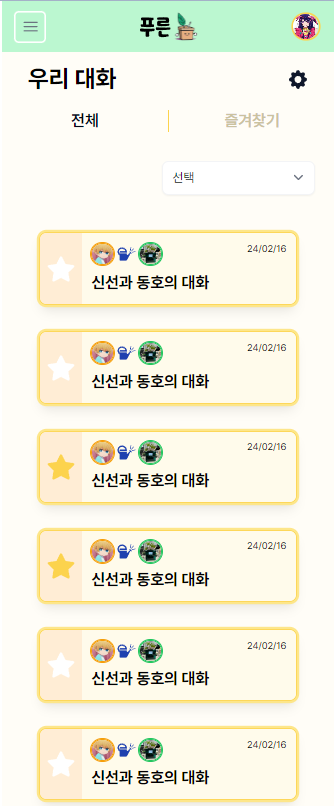 푸른
우리 대화
전체
즐겨찾기
선택
24/02/16
신선과 동호의 대화
24/02/16
신선과 동호의 대화
24/02/16
신선과 동호의 대화
24/02/16
신선과 동호의 대화
24/02/16
신선과 동호의 대화
24/02/16
신선과 동호의 대화